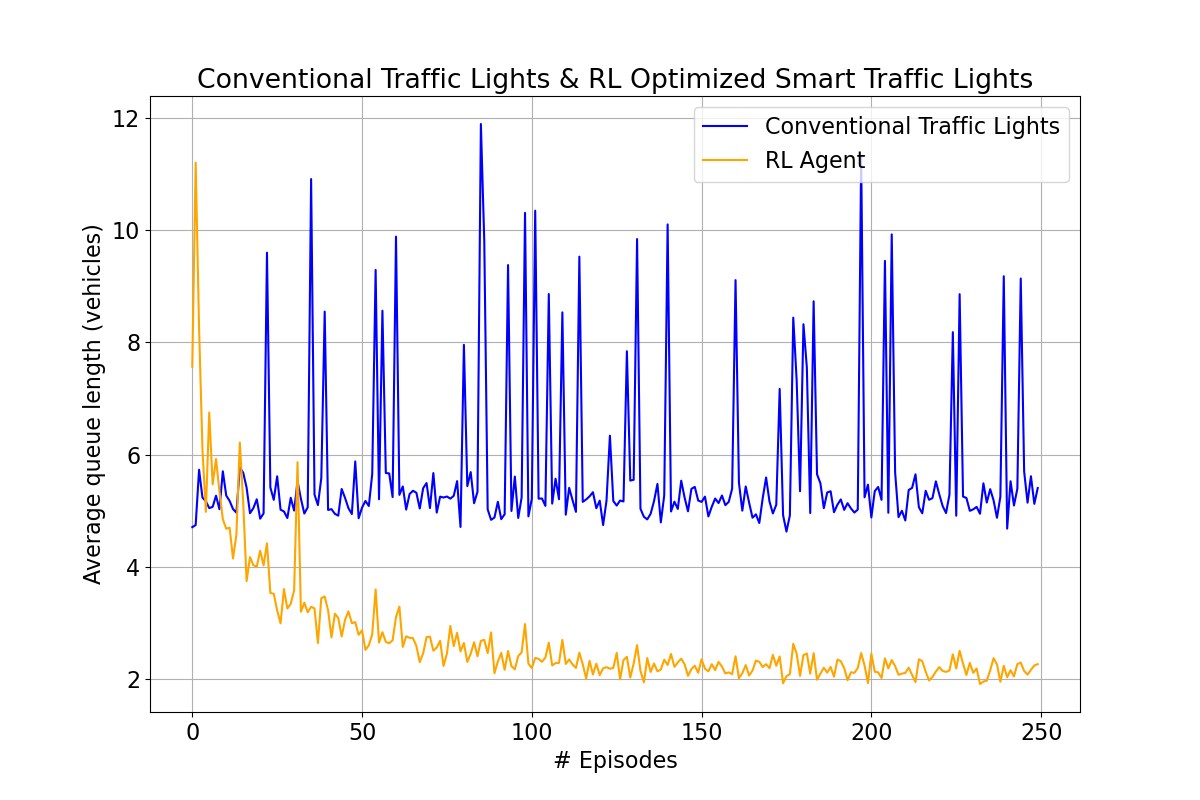 Conventional Traffic Lights & RL Optimized Smart Traffic Lights
Conventional Traffic Lights
RL Agent
Average queue length (vehicles)
12
10
8
6
4
2
0
50
100
150
200
250
# Episodes